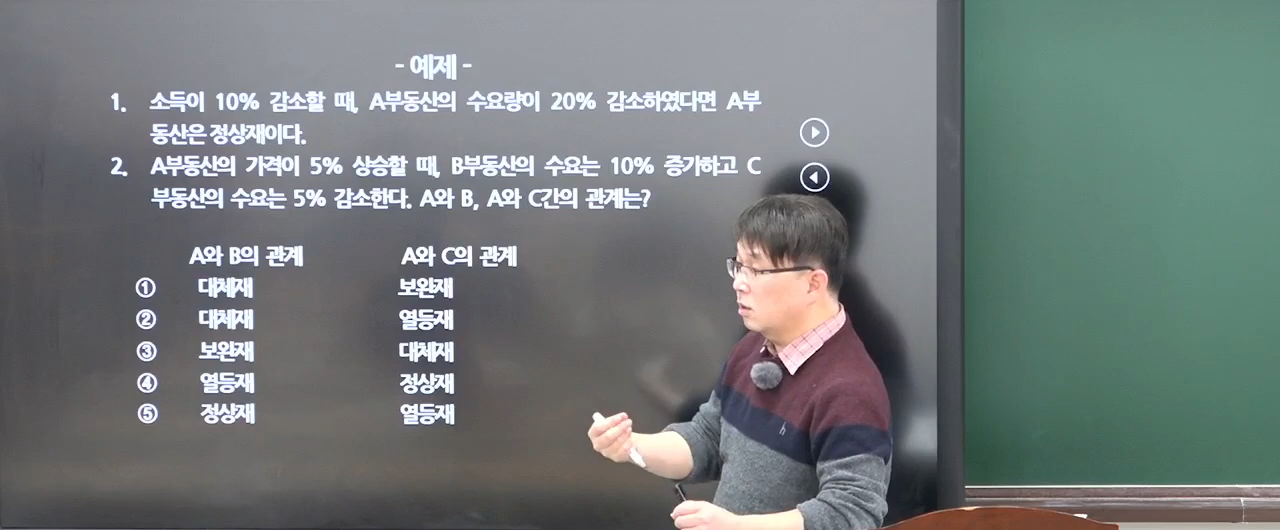 - 예제 -
1. 소득이 10% 감소할 때, A부동산의 수요량이 20% 감소하였다면 A부
동산은 정상재이다.
2. A부동산의 가격이 5% 상승할 때, B부동산의 수요는 10% 증가하고 C
부동산의 수요는 5% 감소한다. A와 B, A와 C간의 관계는?
A와 B의 관계 A와 C의 관계
① 대체재 보완재
② 대체재 열등재
③ 보완재 대체재
④ 열등재 정상재
⑤ 정상재 열등재
h